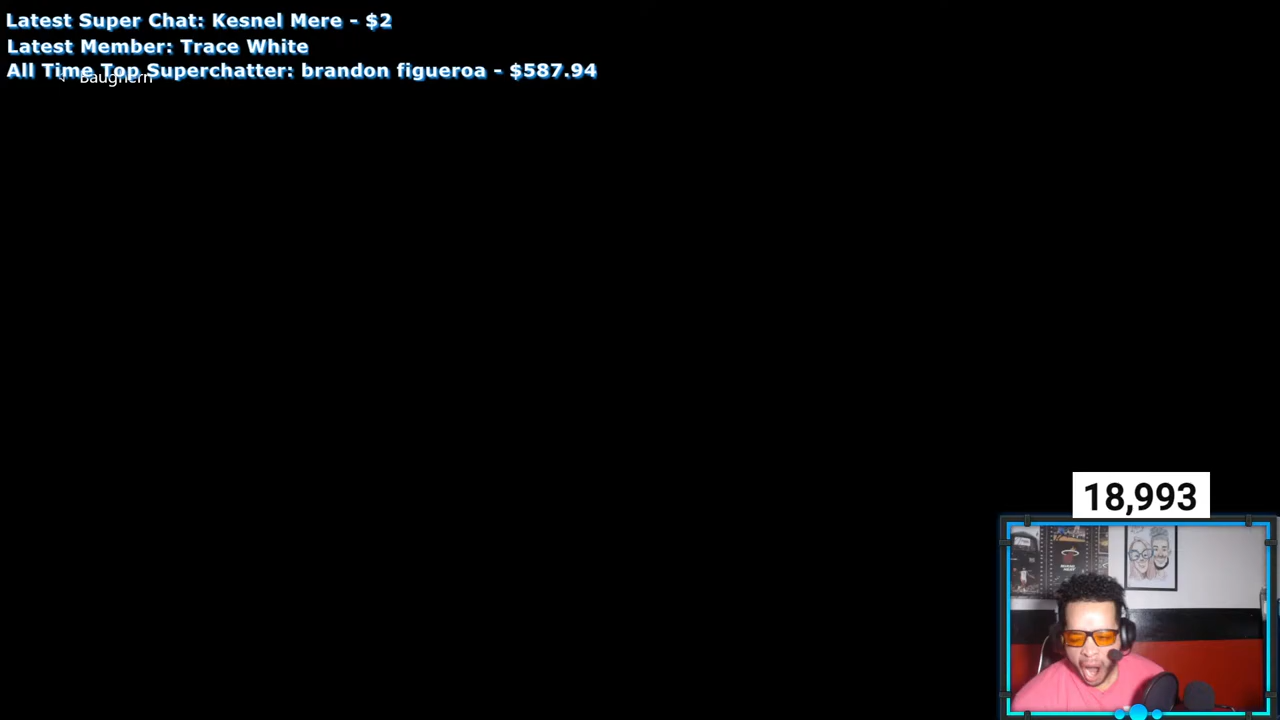 Latest Super Chat: Kesnel Mere - $2
Latest Member: Trace White
All Time Top Superchatter: brandon figueroa - $587.94
Baughern
18,993